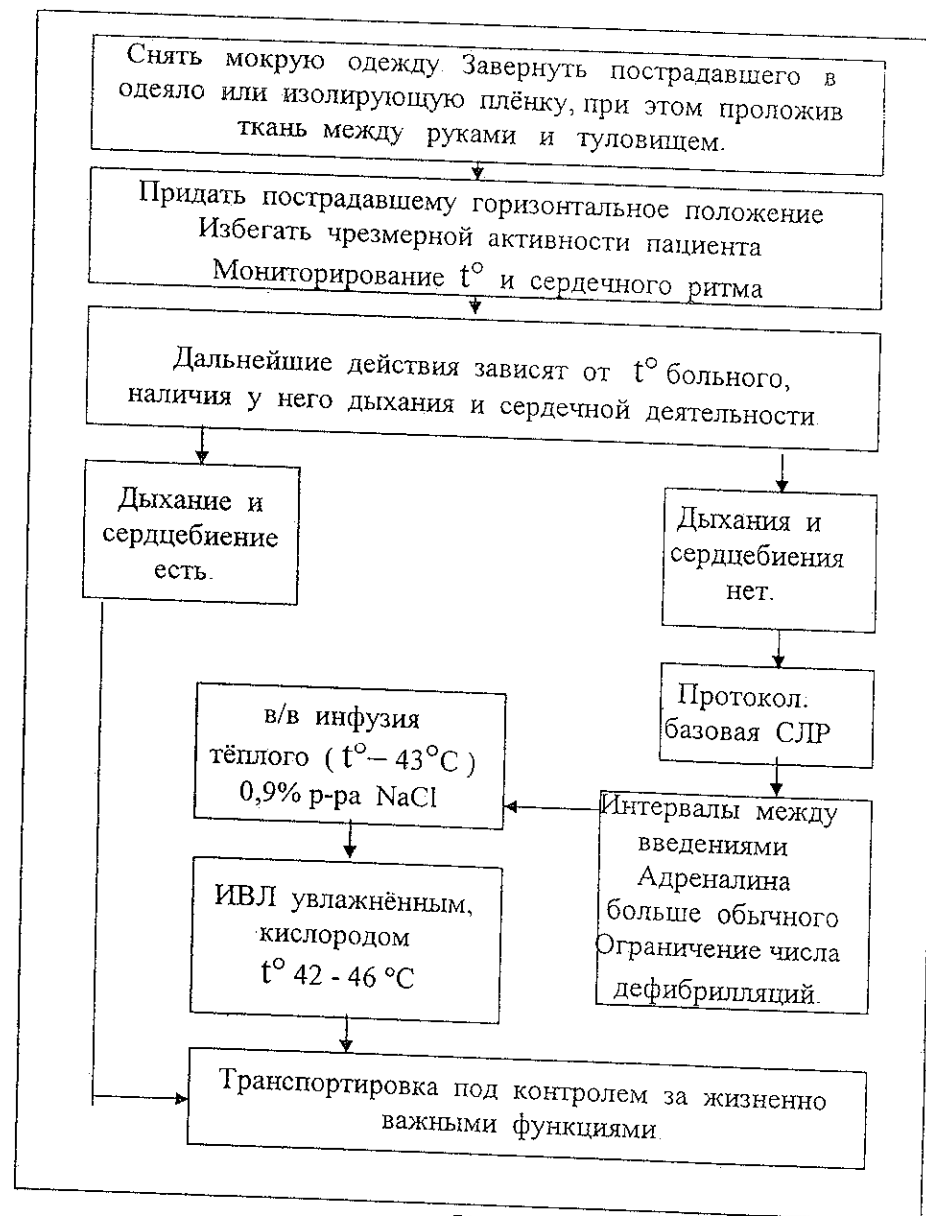 Снять мокрую одежду. Завернуть пострадавшего в
одеяло или изолирующую плёнку, при этом проложив
ткань между руками и туловищем.
Придать пострадавшему горизонтальное положение
Избегать чрезмерной активности пациента
Мониторирование t° и сердечного ритма
Дальнейшие действия зависят от t° больного,
наличия у него дыхания и сердечной деятельности.
Дыхание и
сердцебиение
есть.
Дыхания и
сердцебиения
нет.
Протокол:
базовая СЛР
Интервалы между
введениями
Адреналина
больше обычного
Ограничение числа
дефибрилляций.
в/в инфузия
тёплого ( t° – 43°C )
0,9% р-ра NaCl
ИВЛ увлажнённым,
кислородом
t° 42 - 46 °C
Транспортировка под контролем за жизненно
важными функциями.